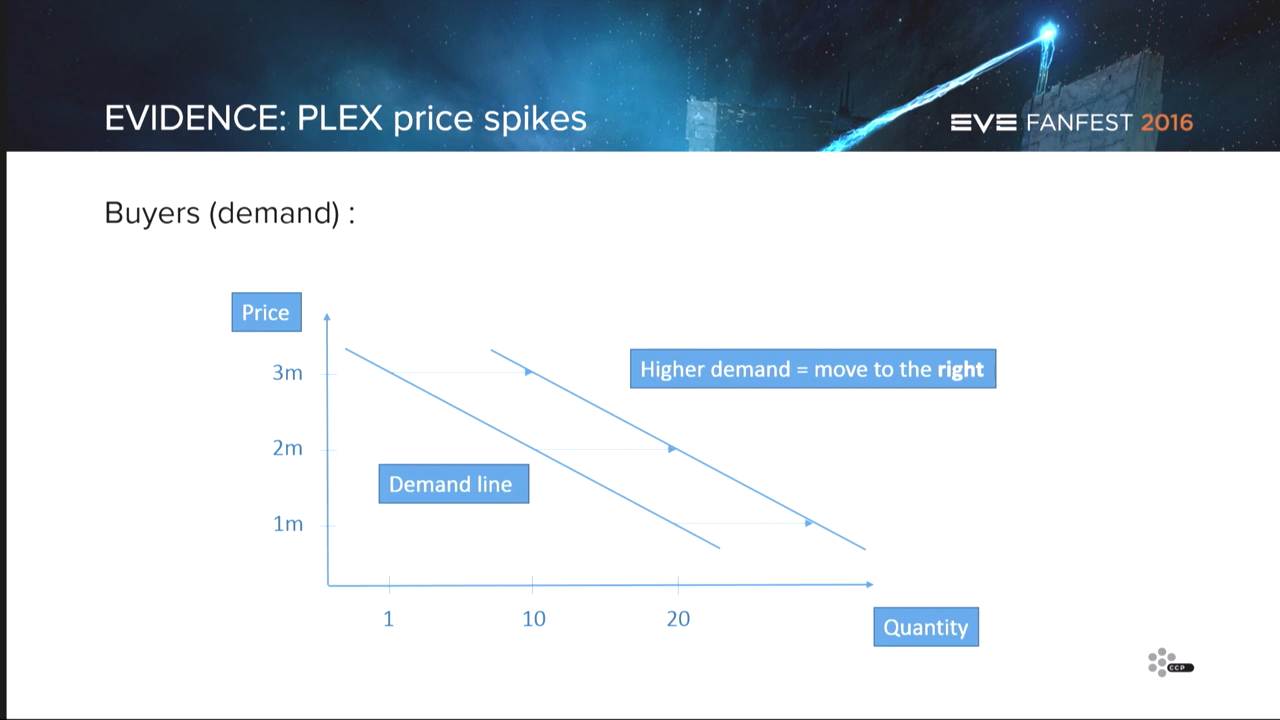 EVIDENCE: PLEX price spikes
EVE FANFEST 2016
Buyers (demand) :
Price
3m
Higher demand = move to the right
2m
Demand line
1m
1
10
20
Quantity
CCP